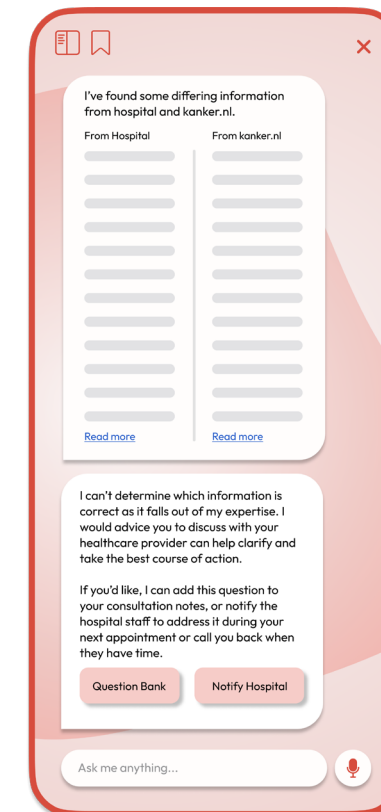 I've found some differing information
from hospital and kanker.nl.
From Hospital
From kanker.nl
Read more
Read more
I can't determine which information is
correct as it falls out of my expertise. I
would advice you to discuss with your
healthcare provider can help clarify and
take the best course of action.
If you'd like, I can add this question to
your consultation notes, or notify the
hospital staff to address it during your
next appointment or call you back when
they have time.
Question Bank
Notify Hospital
Ask me anything...